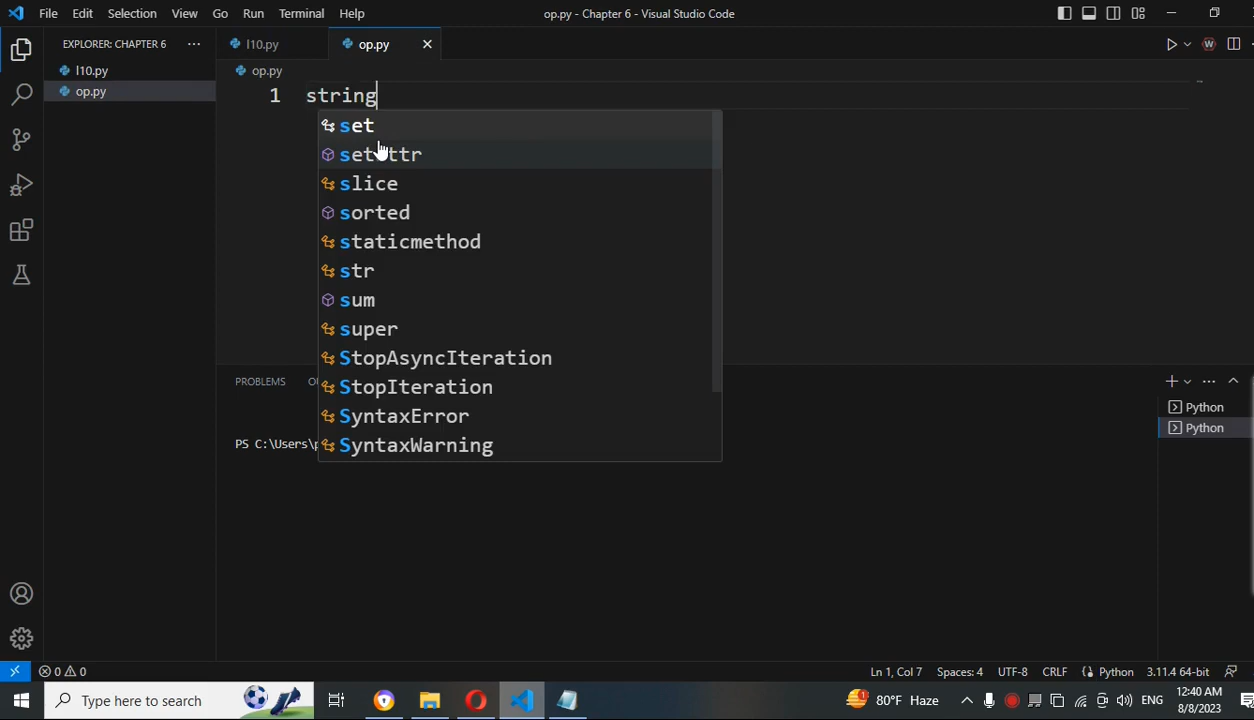 File Edit Selection View Go Run Terminal Help
op.py - Chapter 6 - Visual Studio Code
EXPLORER: CHAPTER 6
l10.py
op.py
l10.py
op.py
op.py
1 string
set
slice
sorted
staticmethod
str
sum
super
StopAsyncIteration
StopIteration
SyntaxError
SyntaxWarning
PROBLEMS
PS C:\Users\
Python
Python
0 0
Ln 1, Col 7 Spaces: 4 UTF-8 CRLF Python 3.11.4 64-bit
Type here to search
1
80°F Haze
ENG
12:40 AM
8/8/2023